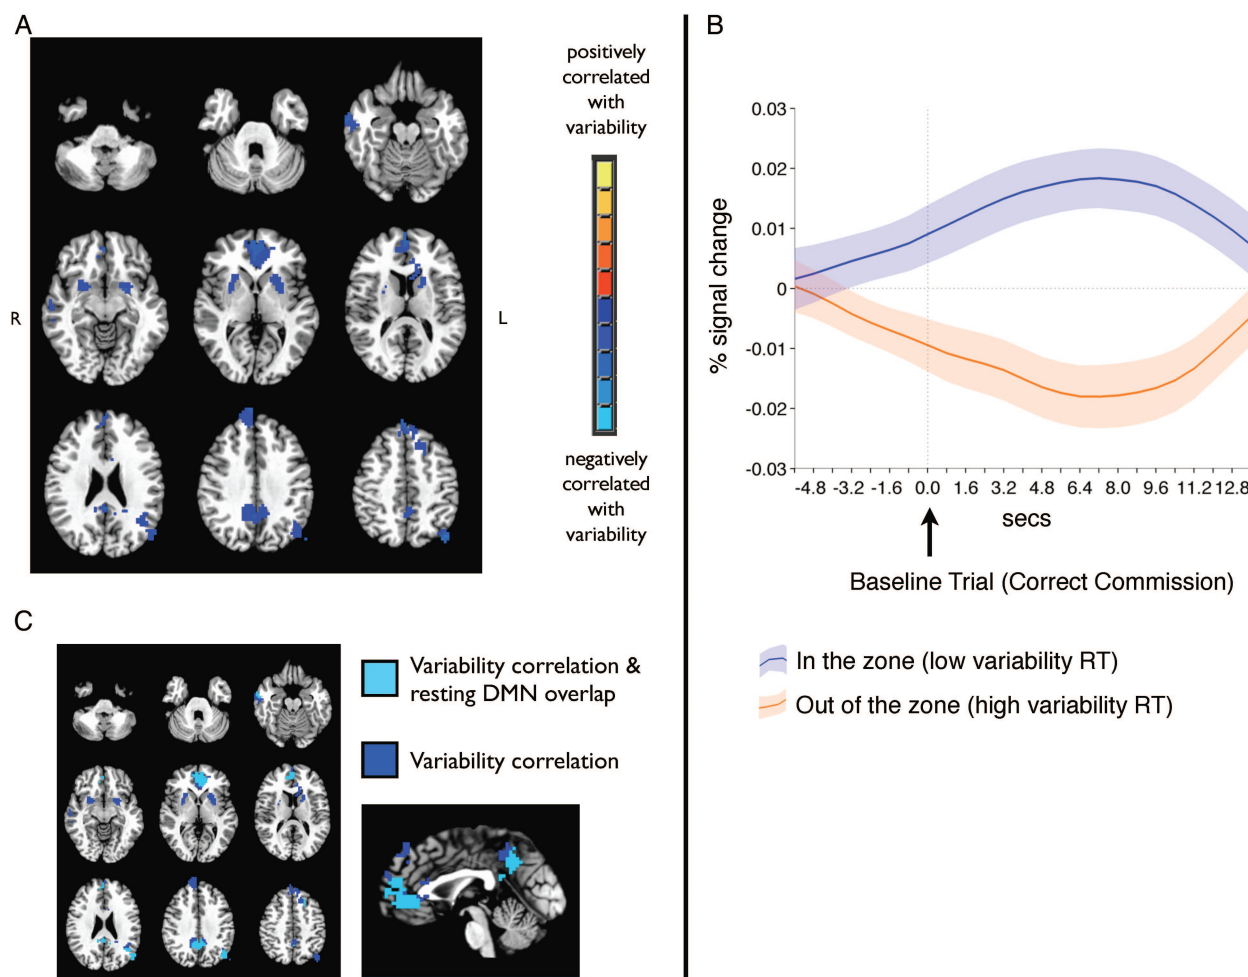 A
positively
correlated
with
variability
R
L
negatively
correlated
with
variability
B
% signal change
0.03
0.02
0.01
0
-0.01
-0.02
-0.03
-4.8 -3.2 -1.6 0.0 1.6 3.2 4.8 6.4 8.0 9.6 11.2 12.8
secs
Baseline Trial (Correct Commission)
In the zone (low variability RT)
Out of the zone (high variability RT)
C
Variability correlation &
resting DMN overlap
Variability correlation